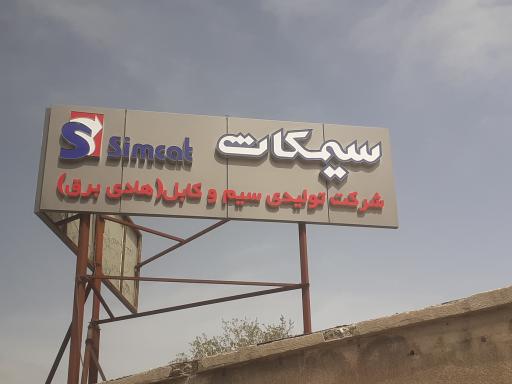 Simcat سیمکات
شرکت تولیدی سیم و کابل(هادی برق)